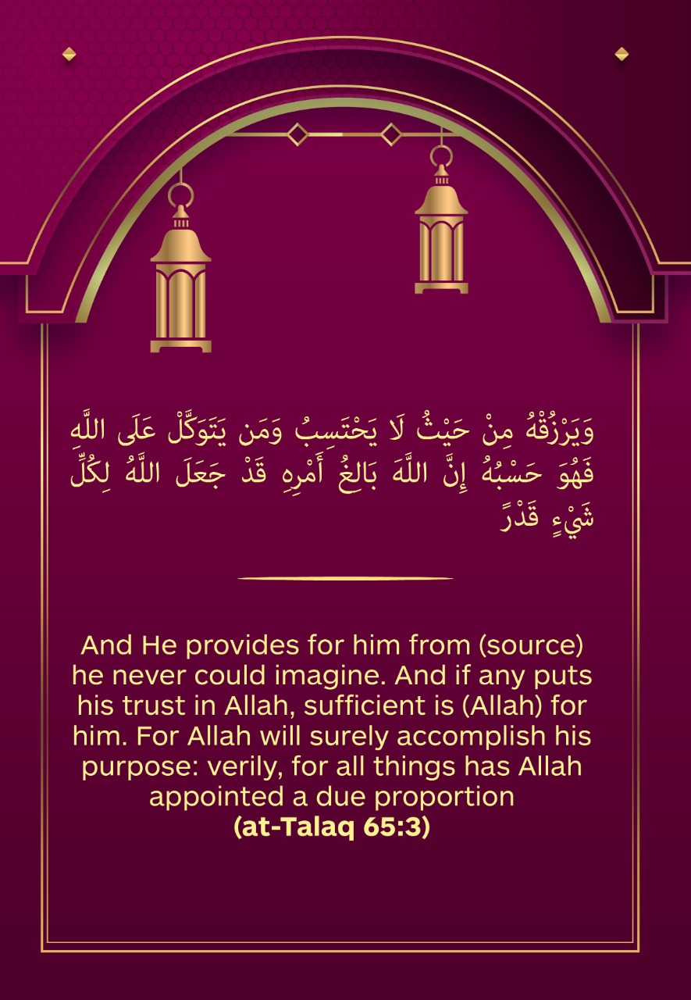 وَيَرْزُقْهُ مِنْ حَيْثُ لَا يَحْتَسِبُ وَمَن يَتَوَكَّلْ عَلَى اللَّهِ
فَهُوَ حَسْبُهُ إِنَّ اللَّهَ بَالِغُ أَمْرِهِ قَدْ جَعَلَ اللَّهُ لِكُلِّ
شَيْءٍ قَدْرً
And He provides for him from (source)
he never could imagine. And if any puts
his trust in Allah, sufficient is (Allah) for
him. For Allah will surely accomplish his
purpose: verily, for all things has Allah
appointed a due proportion
(at-Talaq 65:3)